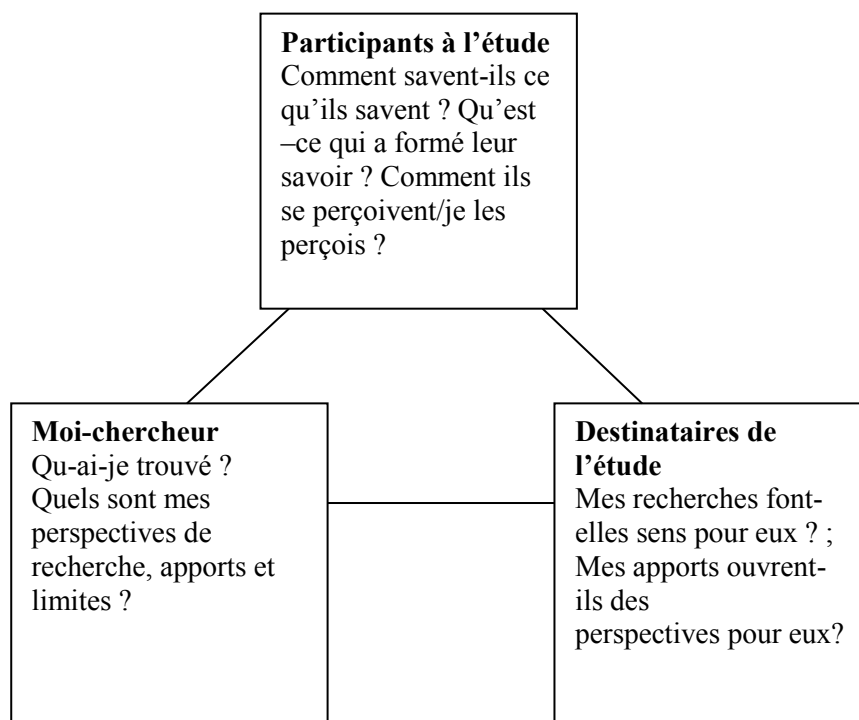 Participants à l’étude
Comment savent-ils ce
qu’ils savent ? Qu’est
–ce qui a formé leur
savoir ? Comment ils
se perçoivent/je les
perçois ?
Moi-chercheur
Qu-ai-je trouvé ?
Quels sont mes
perspectives de
recherche, apports et
limites ?
Destinataires de
l’étude
Mes recherches font-
elles sens pour eux ? ;
Mes apports ouvrent-
ils des
perspectives pour eux?